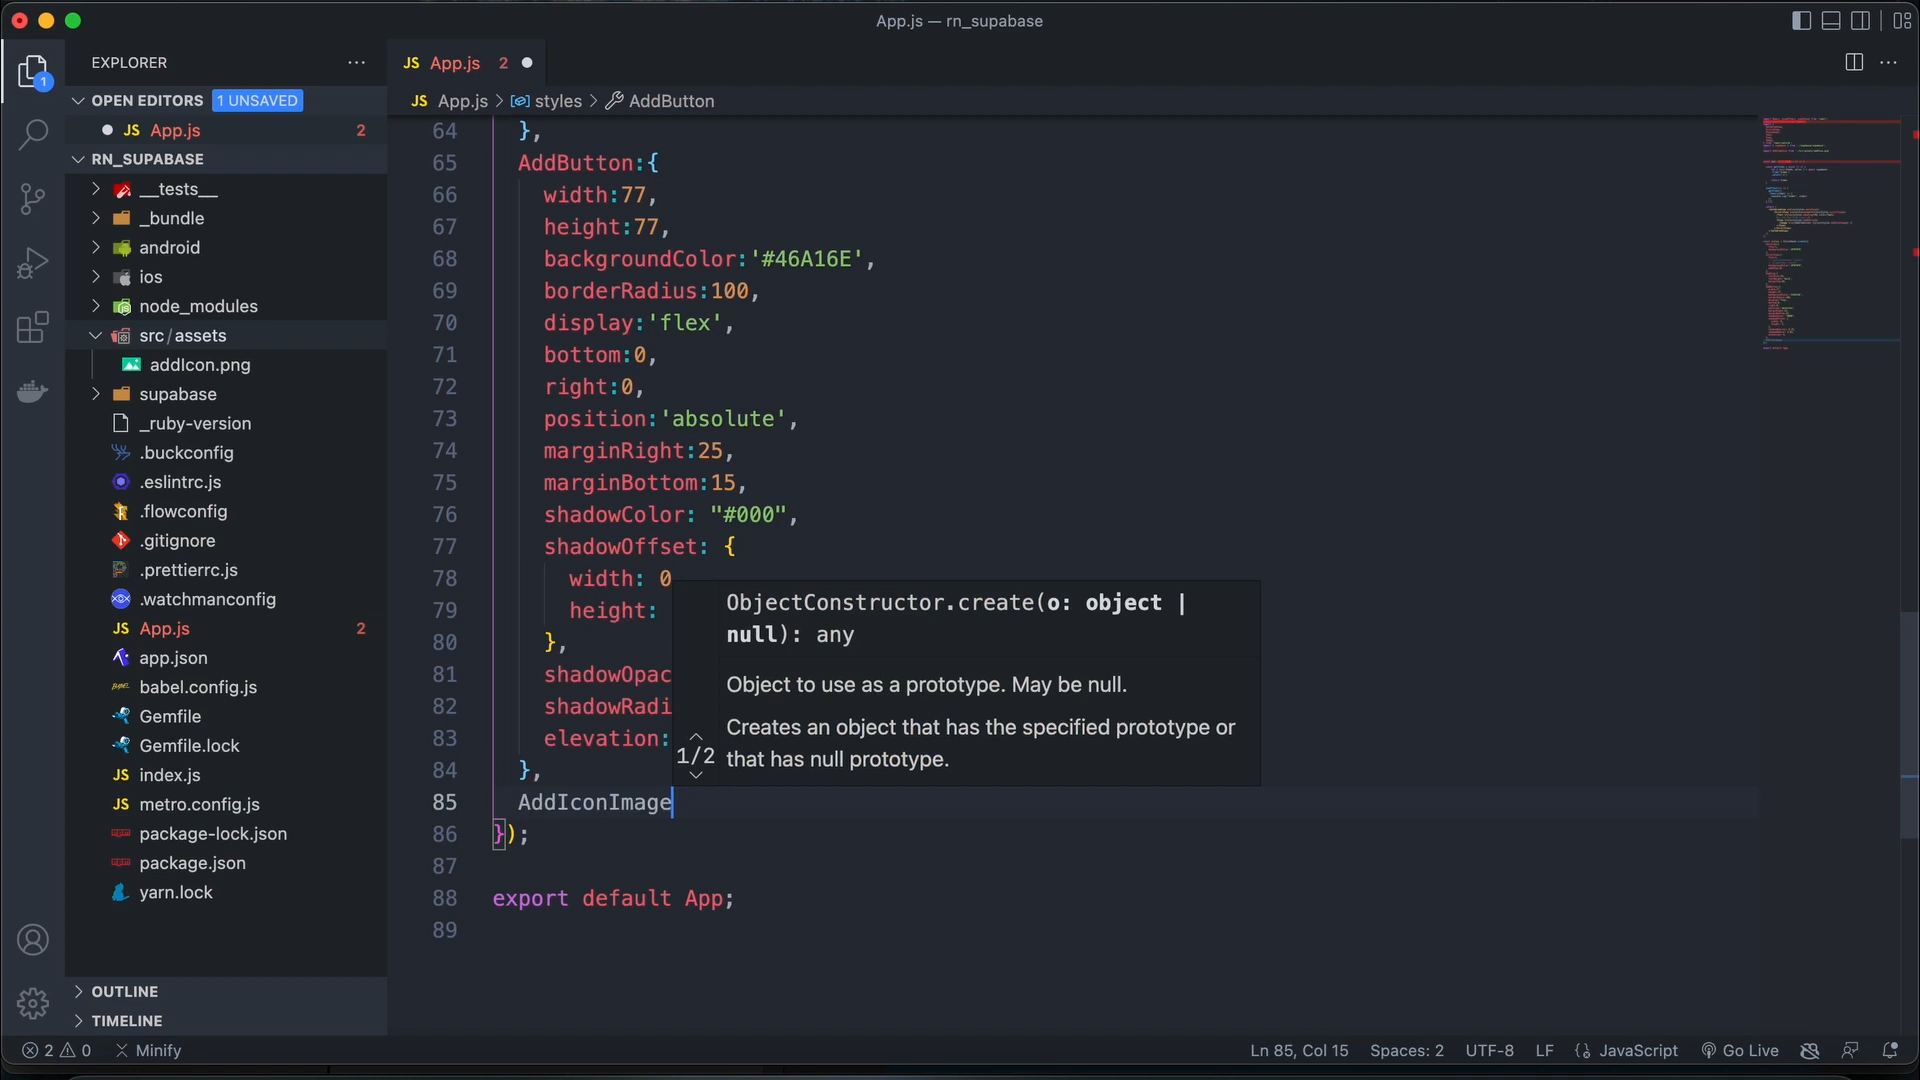 App.js — rn_supabase
EXPLORER
JS App.js 2
OPEN EDITORS 1 UNSAVED
JS App.js > styles > AddButton
1
JS App.js 2
RN_SUPABASE
__tests__
_bundle
android
ios
node_modules
src/assets
addIcon.png
supabase
_ruby-version
.buckconfig
.eslintrc.js
.flowconfig
.gitignore
.prettierrc.js
.watchmanconfig
JS App.js 2
app.json
babel.config.js
Gemfile
Gemfile.lock
JS index.js
JS metro.config.js
package-lock.json
package.json
yarn.lock
OUTLINE
TIMELINE
64 },
65 AddButton:{
66 width:77,
67 height:77,
68 backgroundColor:'#46A16E',
69 borderRadius:100,
70 display:'flex',
71 bottom:0,
72 right:0,
73 position:'absolute',
74 marginRight:25,
75 marginBottom:15,
76 shadowColor: "#000",
77 shadowOffset: {
78 width: 0
79 height:
80 },
81 shadowOpac
82 shadowRadi
83 elevation:
84 },
85 AddIconImage
86 });
87
88 export default App;
89
ObjectConstructor.create(o: object |
null): any
Object to use as a prototype. May be null.
Creates an object that has the specified prototype or
1/2
that has null prototype.
2 0 Minify
Ln 85, Col 15 Spaces: 2 UTF-8 LF {} JavaScript Go Live